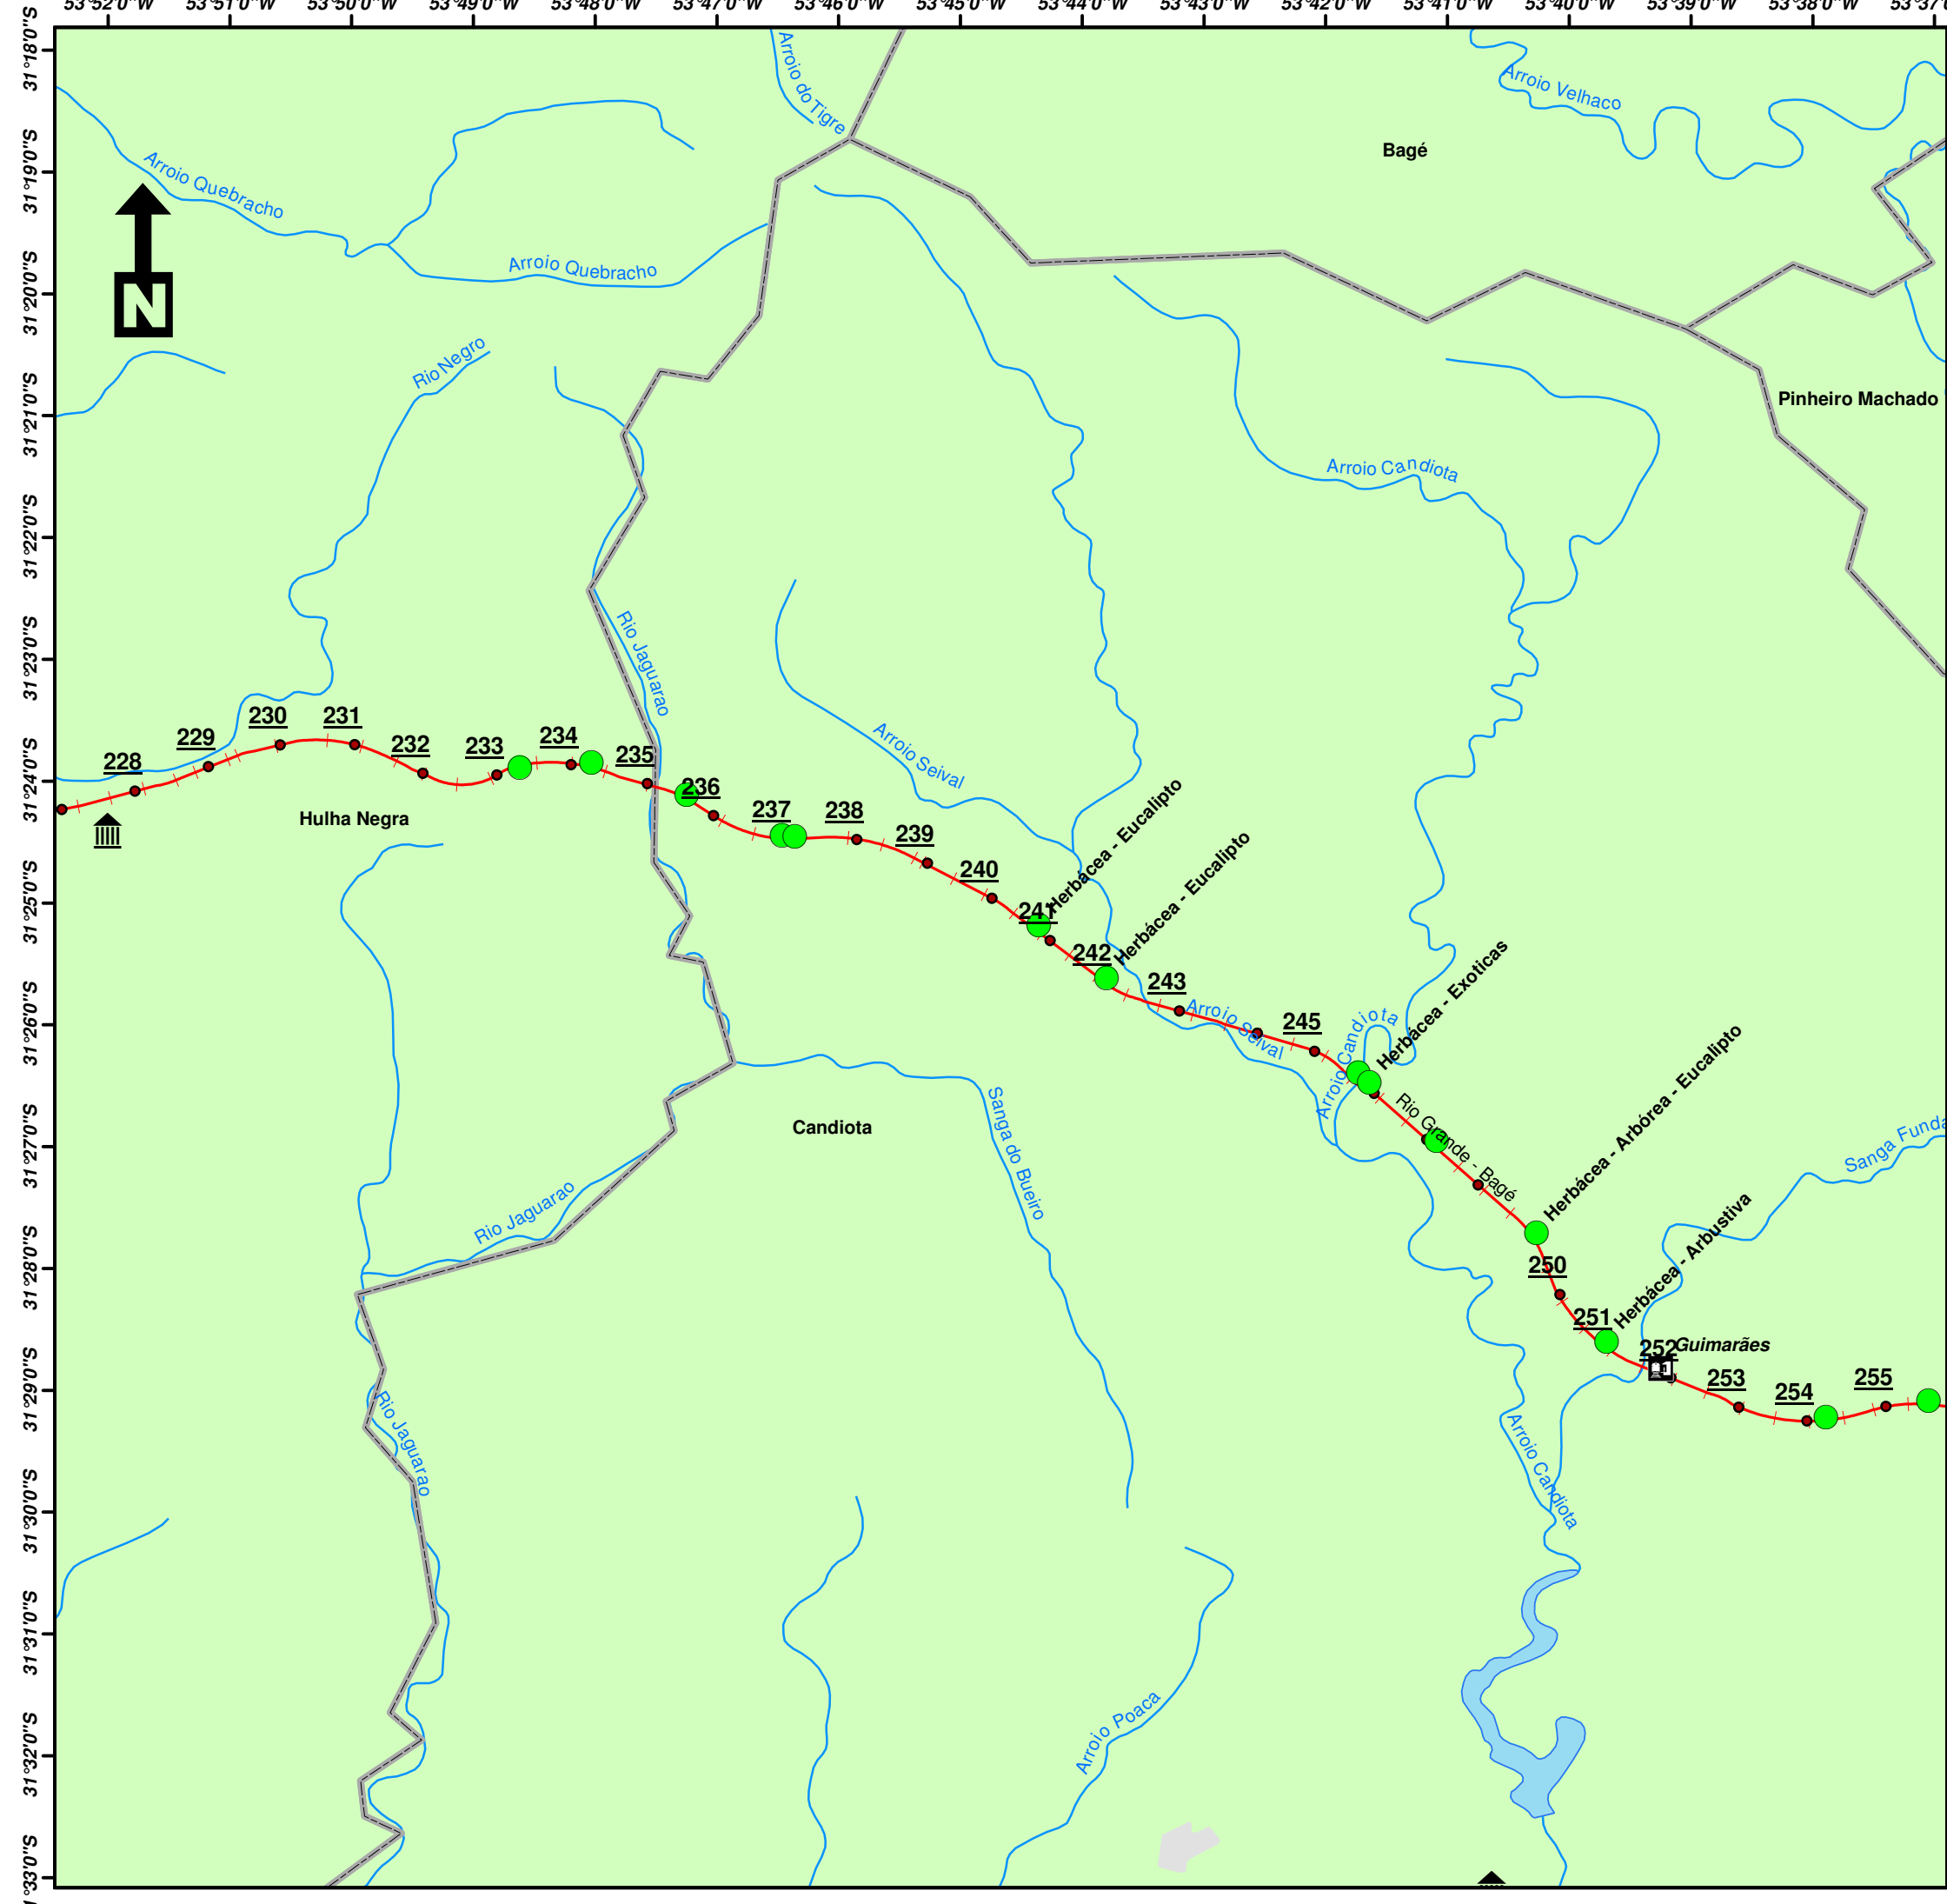 53°52'0"W
53°51'0"W
53°50'0"W
53°49'0"W
53°48'0"W
53°47'0"W
53°46'0"W
53°45'0"W
53°44'0"W
53°43'0"W
53°42'0"W
53°41'0"W
53°40'0"W
53°39'0"W
53°38'0"W
53°37'0
31°18'0"S
31°19'0"S
31°20'0"S
31°21'0"S
31°22'0"S
31°23'0"S
31°24'0"S
31°25'0"S
31°26'0"S
31°27'0"S
31°28'0"S
31°29'0"S
31°30'0"S
31°31'0"S
31°32'0"S
1°33'0"S
Arroio do Tigre
Arroio Velhaco
Bagé
Arroio Quebracho
N
Arroio Quebracho
Rio Negro
Pinheiro Machado
Arroio Candiota
Rio Jaguarao
Arroio Seival
228
229
230
231
232
233
234
235
236
237
238
239
240
241
242
243
245
250
251
252
253
254
255
Hulha Negra
Herbácea - Eucalipto
Herbácea - Eucalipto
Herbácea - Exoticas
Arroio Seival
Arroio Candiota
Rio Grande - Bagé
Herbácea - Arbórea - Eucalipto
Herbácea - Arbustiva
Sanga Funda
Guimarães
Candiota
Sanga do Bueiro
Rio Jaguarao
Rio Jaguarao
Arroio Candiota
Arroio Poaca